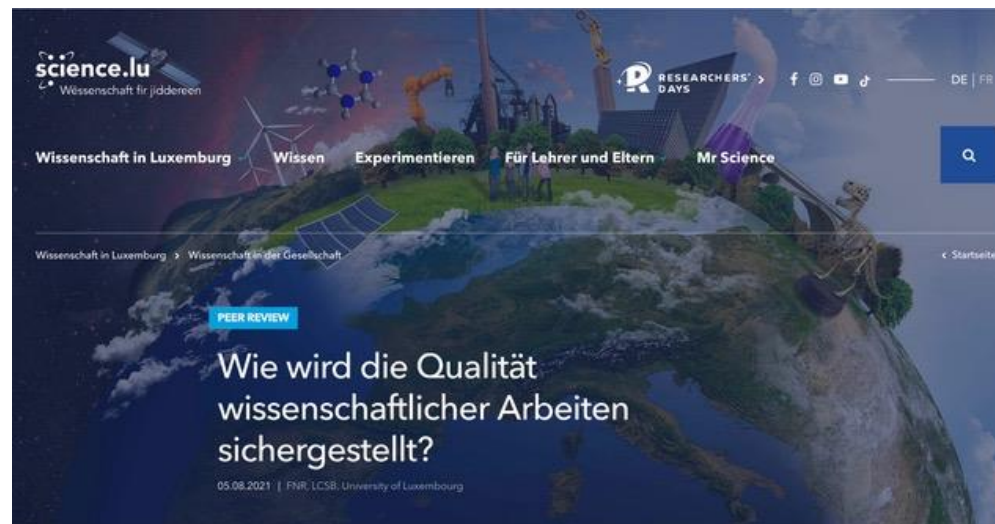 science.lu
Wëssenschaft fir jiddereen
RESEARCHERS' DAYS
DE | FR
Wissenschaft in Luxemburg
Wissen
Experimentieren
Für Lehrer und Eltern
Mr Science
Wissenschaft in Luxemburg > Wissenschaft in der Gesellschaft
< Startseite
PEER REVIEW
Wie wird die Qualität
wissenschaftlicher Arbeiten
sichergestellt?
05.08.2021 | FNR, LCSB, University of Luxembourg